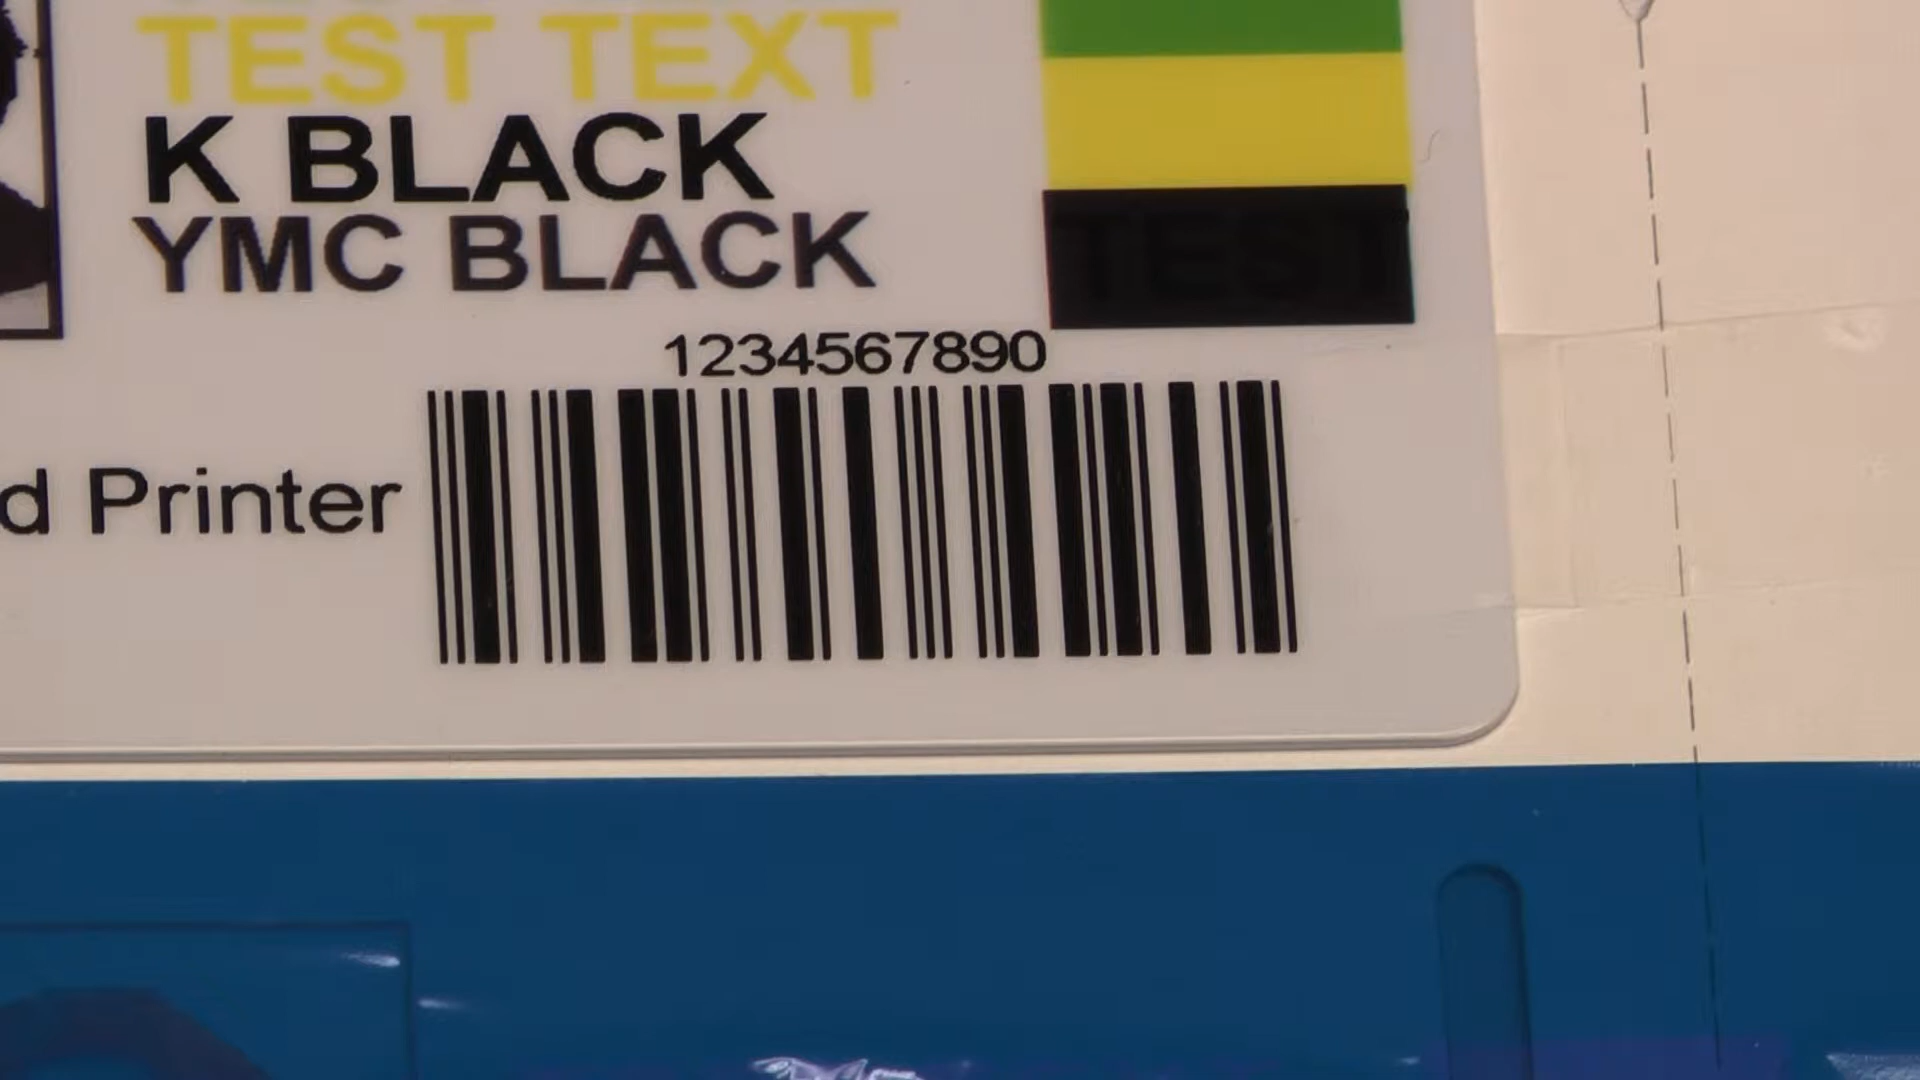 TEST TEXT
K BLACK
YMC BLACK
TEST
1234567890
d Printer